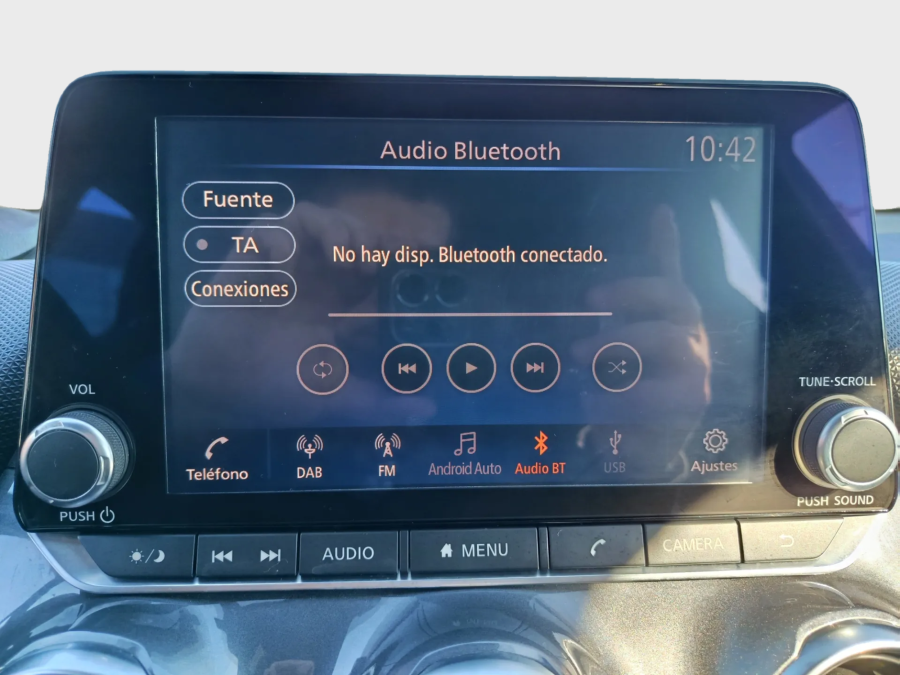 Audio Bluetooth 10:42
Fuente
TA
No hay disp. Bluetooth conectado.
Conexiones
VOL
TUNE·SCROLL
Teléfono
DAB
FM
Android Auto
Audio BT
USB
Ajustes
PUSH
PUSH SOUND
AUDIO
MENU
CAMERA